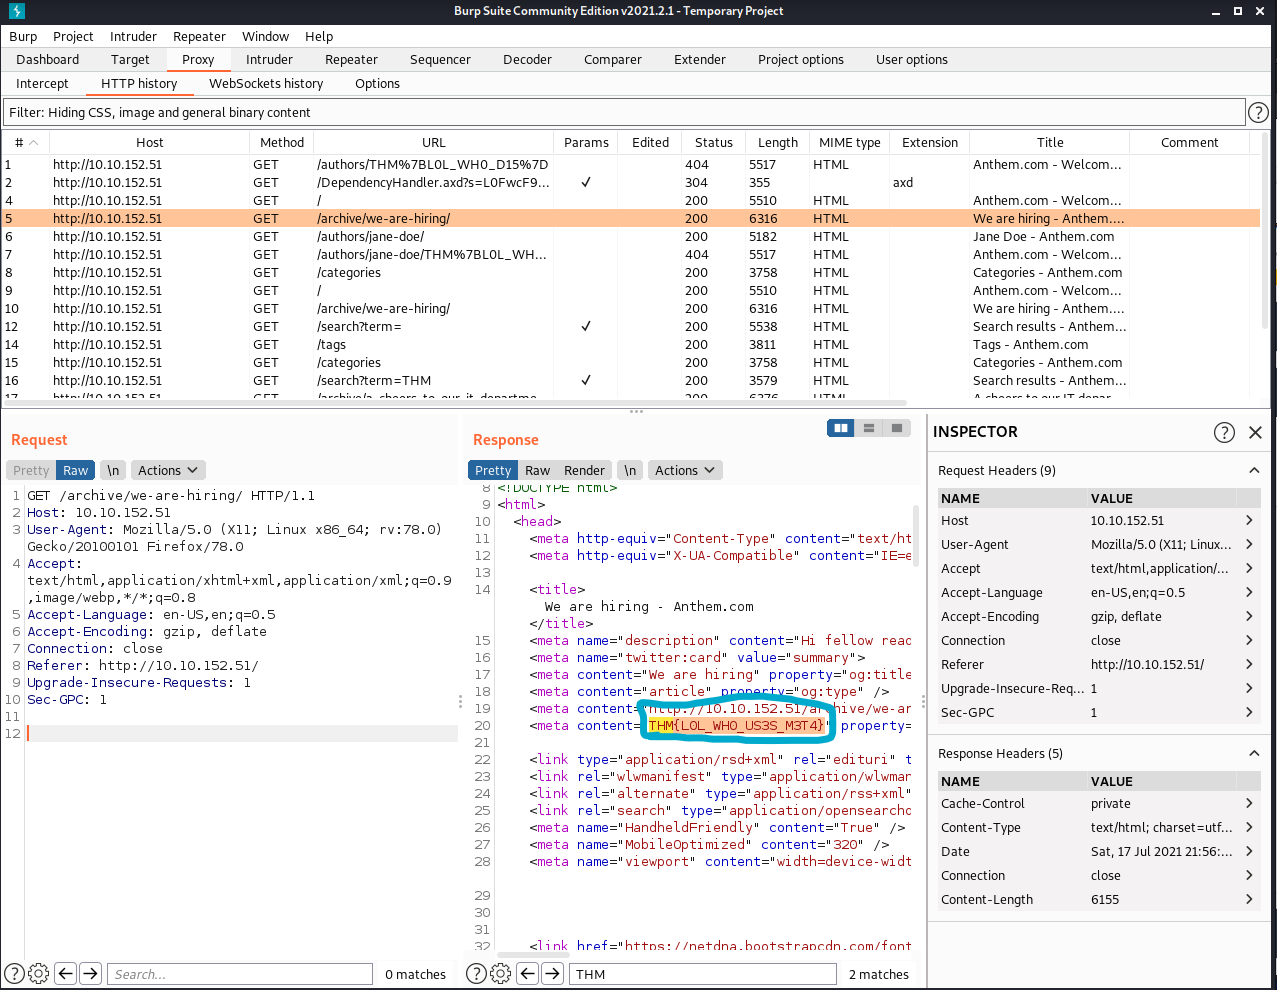 Burp Suite Community Edition v2021.2.1 - Temporary Project
Burp Project Intruder Repeater Window Help
Dashboard Target Proxy Intruder Repeater Sequencer Decoder Comparer Extender Project options User options
Intercept HTTP history WebSockets history Options
Filter: Hiding CSS, image and general binary content
# Host Method URL Params Edited Status Length MIME type Extension Title Comment
1 http://10.10.152.51 GET /authors/THM%7BL0L_WH0_D15%7D 404 5517 HTML Anthem.com - Welcom...
2 http://10.10.152.51 GET /DependencyHandler.axd?s=L0FwcF9... ✓ 304 355 axd
4 http://10.10.152.51 GET / 200 5510 HTML Anthem.com - Welcom...
5 http://10.10.152.51 GET /archive/we-are-hiring/ 200 6316 HTML We are hiring - Anthem....
6 http://10.10.152.51 GET /authors/jane-doe/ 200 5182 HTML Jane Doe - Anthem.com
7 http://10.10.152.51 GET /authors/jane-doe/THM%7BL0L_WH... 404 5517 HTML Anthem.com - Welcom...
8 http://10.10.152.51 GET /categories 200 3758 HTML Categories - Anthem.com
9 http://10.10.152.51 GET / 200 5510 HTML Anthem.com - Welcom...
10 http://10.10.152.51 GET /archive/we-are-hiring/ 200 6316 HTML We are hiring - Anthem....
12 http://10.10.152.51 GET /search?term= ✓ 200 5538 HTML Search results - Anthem...
14 http://10.10.152.51 GET /tags 200 3811 HTML Tags - Anthem.com
15 http://10.10.152.51 GET /categories 200 3758 HTML Categories - Anthem.com
16 http://10.10.152.51 GET /search?term=THM ✓ 200 3579 HTML Search results - Anthem...
17 http://10.10.152.51 GET /archive/a-cheers-to-our-it-departme... 200 6376 HTML A cheers to our IT depar...
Request
Pretty Raw \n Actions
1 GET /archive/we-are-hiring/ HTTP/1.1
2 Host: 10.10.152.51
3 User-Agent: Mozilla/5.0 (X11; Linux x86_64; rv:78.0)
Gecko/20100101 Firefox/78.0
4 Accept:
text/html,application/xhtml+xml,application/xml;q=0.9
,image/webp,*/*;q=0.8
5 Accept-Language: en-US,en;q=0.5
6 Accept-Encoding: gzip, deflate
7 Connection: close
8 Referer: http://10.10.152.51/
9 Upgrade-Insecure-Requests: 1
10 Sec-GPC: 1
11
12
Search...
0 matches
Response
Pretty Raw Render \n Actions
8 <!DOCTYPE html>
9 <html>
10 <head>
11 <meta http-equiv="Content-Type" content="text/ht
12 <meta http-equiv="X-UA-Compatible" content="IE=e
13
14 <title>
We are hiring - Anthem.com
</title>
15 <meta name="description" content="Hi fellow read
16 <meta name="twitter:card" value="summary">
17 <meta content="We are hiring" property="og:title
18 <meta content="article" property="og:type" />
19 <meta content="http://10.10.152.51/archive/we-ar
20 <meta content="THM{L0L_WH0_US3S_M3T4}" property=
21
22 <link type="application/rsd+xml" rel="edituri" t
23 <link rel="wlwmanifest" type="application/wlwmar
24 <link rel="alternate" type="application/rss+xml"
25 <link rel="search" type="application/opensearchd
26 <meta name="HandheldFriendly" content="True" />
27 <meta name="MobileOptimized" content="320" />
28 <meta name="viewport" content="width=device-widt
29
30
31
32 <link href="https://netdna.bootstrapcdn.com/font
THM
2 matches
INSPECTOR
Request Headers (9)
NAME VALUE
Host 10.10.152.51
User-Agent Mozilla/5.0 (X11; Linux...
Accept text/html,application/...
Accept-Language en-US,en;q=0.5
Accept-Encoding gzip, deflate
Connection close
Referer http://10.10.152.51/
Upgrade-Insecure-Req... 1
Sec-GPC 1
Response Headers (5)
NAME VALUE
Cache-Control private
Content-Type text/html; charset=utf...
Date Sat, 17 Jul 2021 21:56:...
Connection close
Content-Length 6155